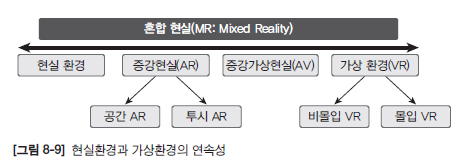 혼합 현실(MR: Mixed Reality)
현실 환경 증강현실(AR) 증강가상현실(AV) 가상 환경(VR)
공간 AR 투시 AR 비몰입 VR 몰입 VR
[그림 8-9] 현실환경과 가상환경의 연속성